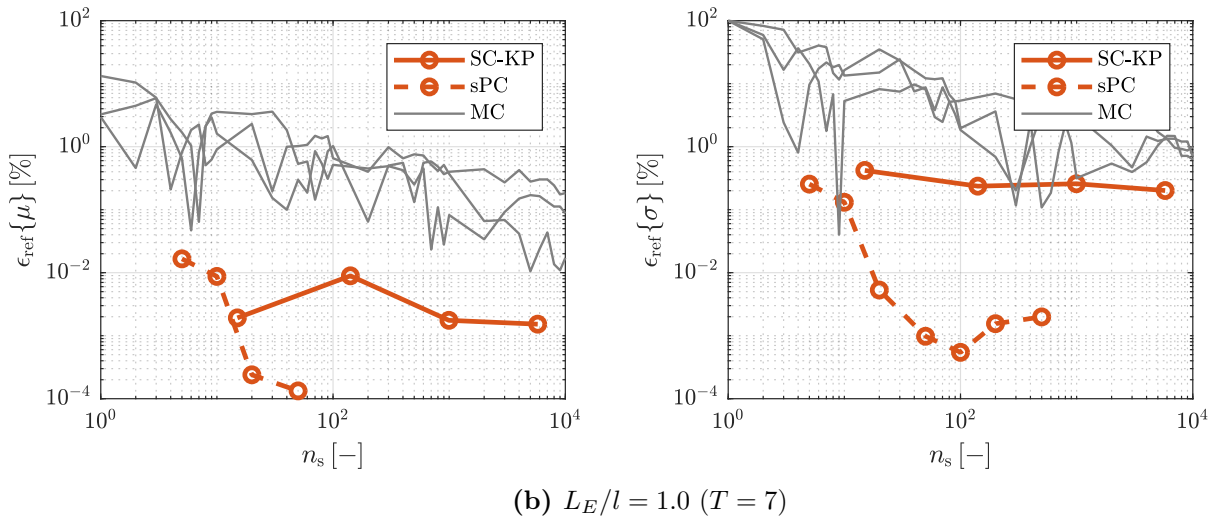 10^2
10^0
10^{-2}
10^{-4}
ϵ_ref{μ} [%]
SC-KP
sPC
MC
10^0
10^2
10^4
n_s [−]
10^2
10^0
10^{-2}
10^{-4}
ϵ_ref{σ} [%]
SC-KP
sPC
MC
10^0
10^2
10^4
n_s [−]
(b) L_E/l = 1.0 (T = 7)